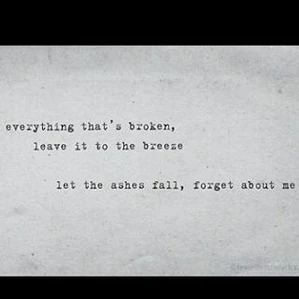 everything that's broken,
leave it to the breeze
let the ashes fall, forget about me